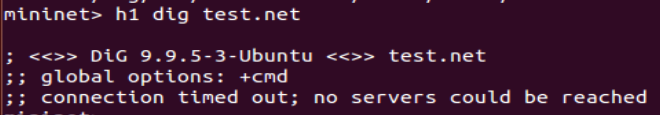 mininet> h1 dig test.net
; <<>> DiG 9.9.5-3-Ubuntu <<>> test.net
;; global options: +cmd
;; connection timed out; no servers could be reached